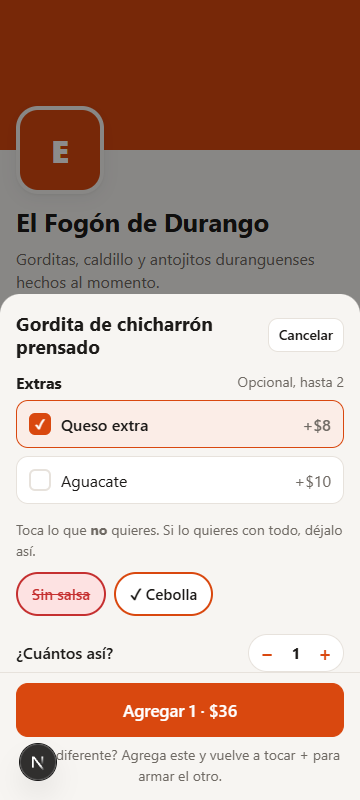 E
El Fogón de Durango
Gorditas, caldillo y antojitos duranguenses
hechos al momento.
Gordita de chicharrón
prensado
Cancelar
Extras
Opcional, hasta 2
Queso extra
+$8
Aguacate
+$10
Toca lo que no quieres. Si lo quieres con todo, déjalo
así.
Sin salsa
✓ Cebolla
¿Cuántos así?
− 1 +
Agregar 1 · $36
N
diferente? Agrega este y vuelve a tocar + para
armar el otro.